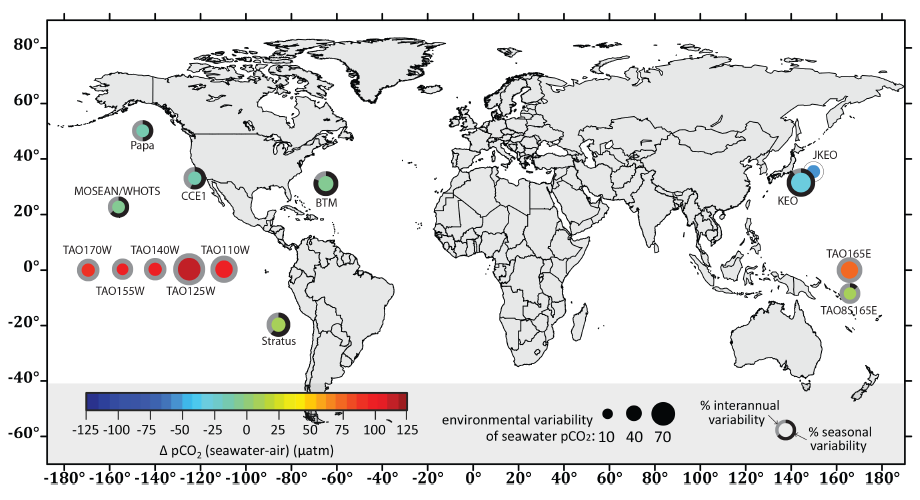 80°
60°
40°
20°
0°
-20°
-40°
-60°
Papa
CCE1
MOSEAN/WHOTS
BTM
JKEO
KEO
TAO170W TAO140W TAO110W
TAO155W TAO125W
TAO165E
TAO8S165E
Stratus
-125 -100 -75 -50 -25 0 25 50 75 100 125
Δ pCO₂ (seawater-air) (µatm)
environmental variability
of seawater pCO₂: 10 40 70
% interannual
variability
% seasonal
variability
-180° -160° -140° -120° -100° -80° -60° -40° -20° 0° 20° 40° 60° 80° 100° 120° 140° 160° 180°